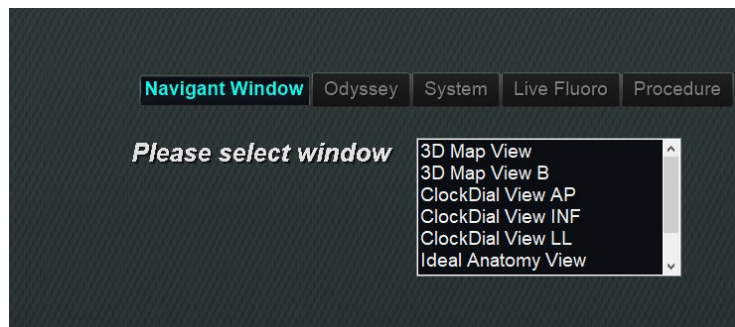 Navigant Window Odyssey System Live Fluoro Procedure
Please select window
3D Map View
3D Map View B
ClockDial View AP
ClockDial View INF
ClockDial View LL
Ideal Anatomy View